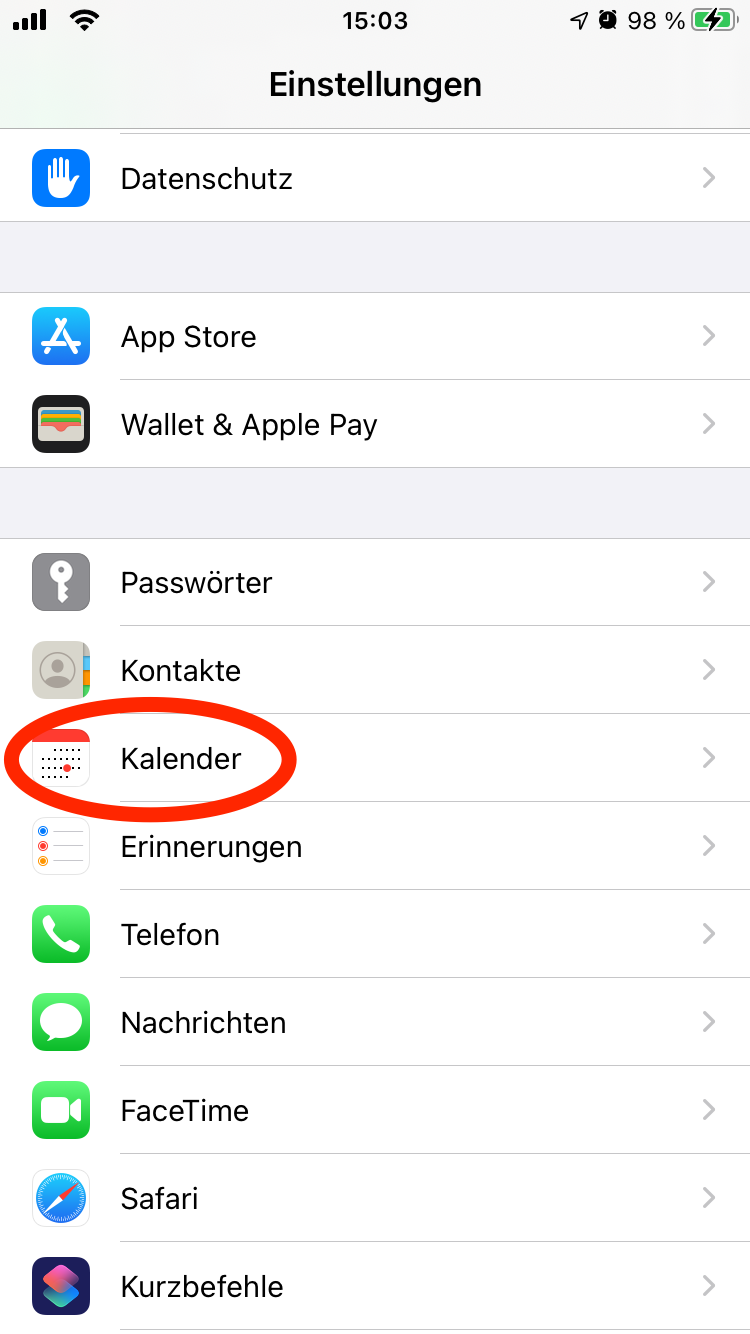 15:03
98 %
Einstellungen
Datenschutz
App Store
Wallet & Apple Pay
Passwörter
Kontakte
Kalender
Erinnerungen
Telefon
Nachrichten
FaceTime
Safari
Kurzbefehle